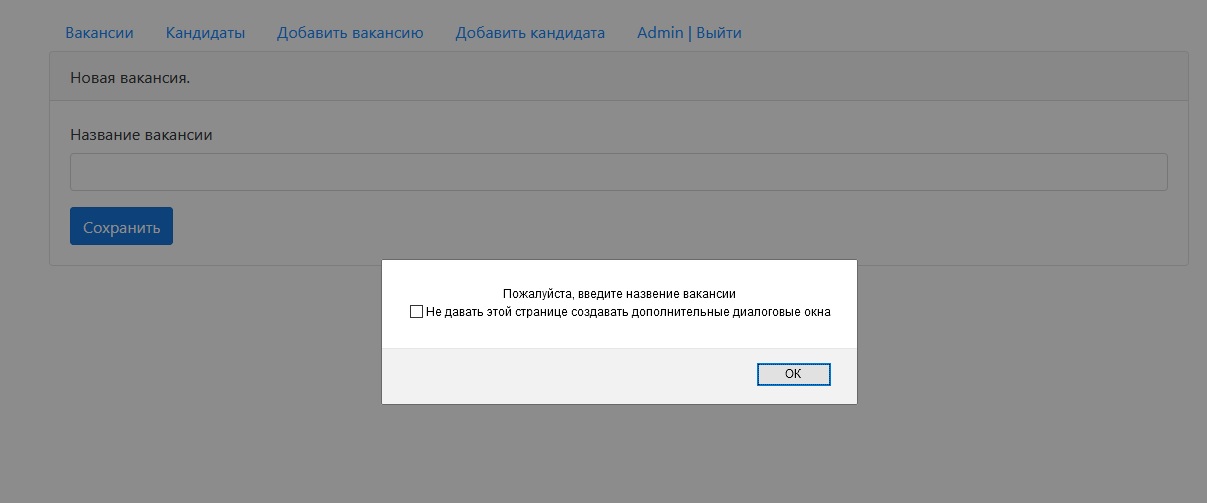 Вакансии Кандидаты Добавить вакансию Добавить кандидата Admin | Выйти
Новая вакансия.
Название вакансии
Сохранить
Пожалуйста, введите назвение вакансии
Не давать этой странице создавать дополнительные диалоговые окна
OK